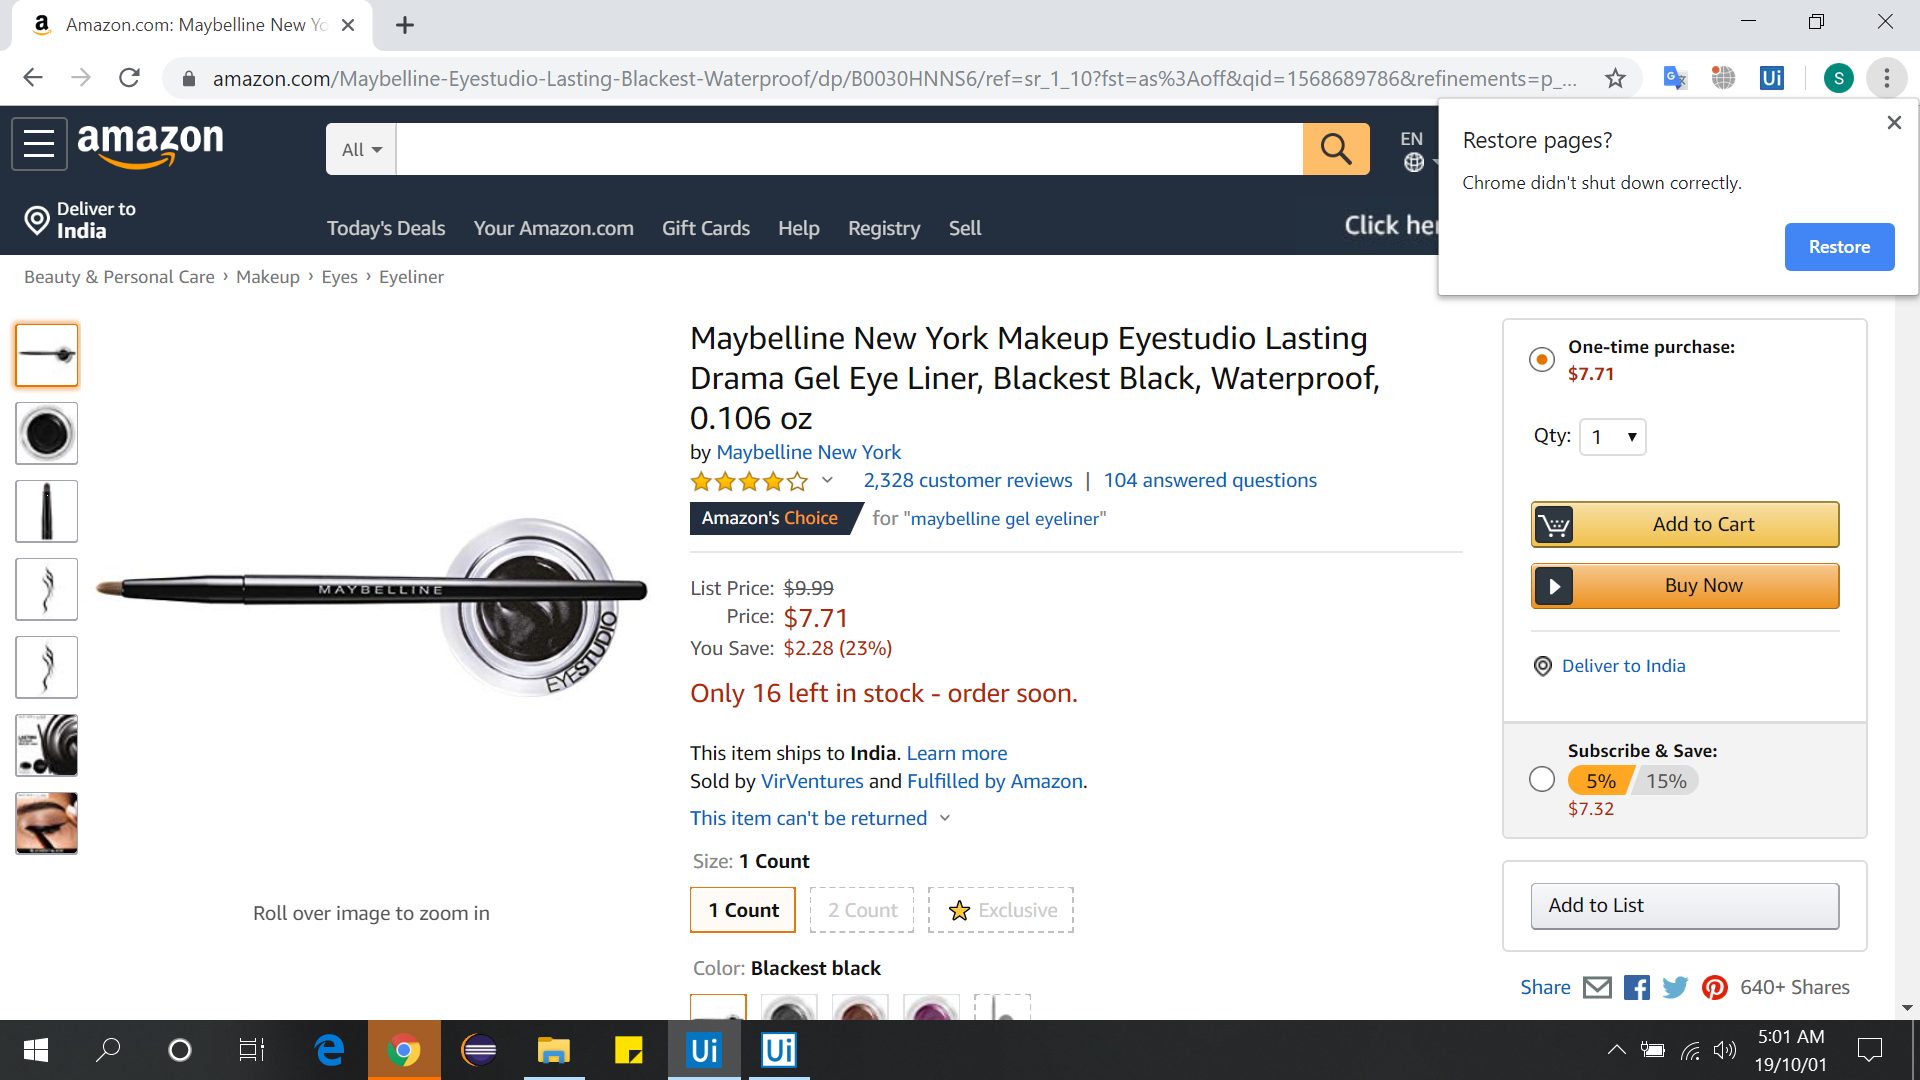 Amazon.com: Maybelline New Yo
amazon.com/Maybelline-Eyestudio-Lasting-Blackest-Waterproof/dp/B0030HNNS6/ref=sr_1_10?fst=as%3Aoff&qid=1568689786&refinements=p_...
Ui
S
Restore pages?
Chrome didn't shut down correctly.
Restore
amazon
All
EN
Deliver to
India
Today's Deals
Your Amazon.com
Gift Cards
Help
Registry
Sell
Click her
Beauty & Personal Care › Makeup › Eyes › Eyeliner
Maybelline New York Makeup Eyestudio Lasting
Drama Gel Eye Liner, Blackest Black, Waterproof,
0.106 oz
by Maybelline New York
2,328 customer reviews | 104 answered questions
Amazon's Choice for "maybelline gel eyeliner"
MAYBELLINE
EYESTUDIO
List Price: $9.99
Price: $7.71
You Save: $2.28 (23%)
Only 16 left in stock - order soon.
This item ships to India. Learn more
Sold by VirVentures and Fulfilled by Amazon.
This item can't be returned
Size: 1 Count
1 Count
2 Count
Exclusive
Color: Blackest black
Roll over image to zoom in
One-time purchase:
$7.71
Qty: 1
Add to Cart
Buy Now
Deliver to India
Subscribe & Save:
5% 15%
$7.32
Add to List
Share
640+ Shares
Ui
Ui
5:01 AM
19/10/01